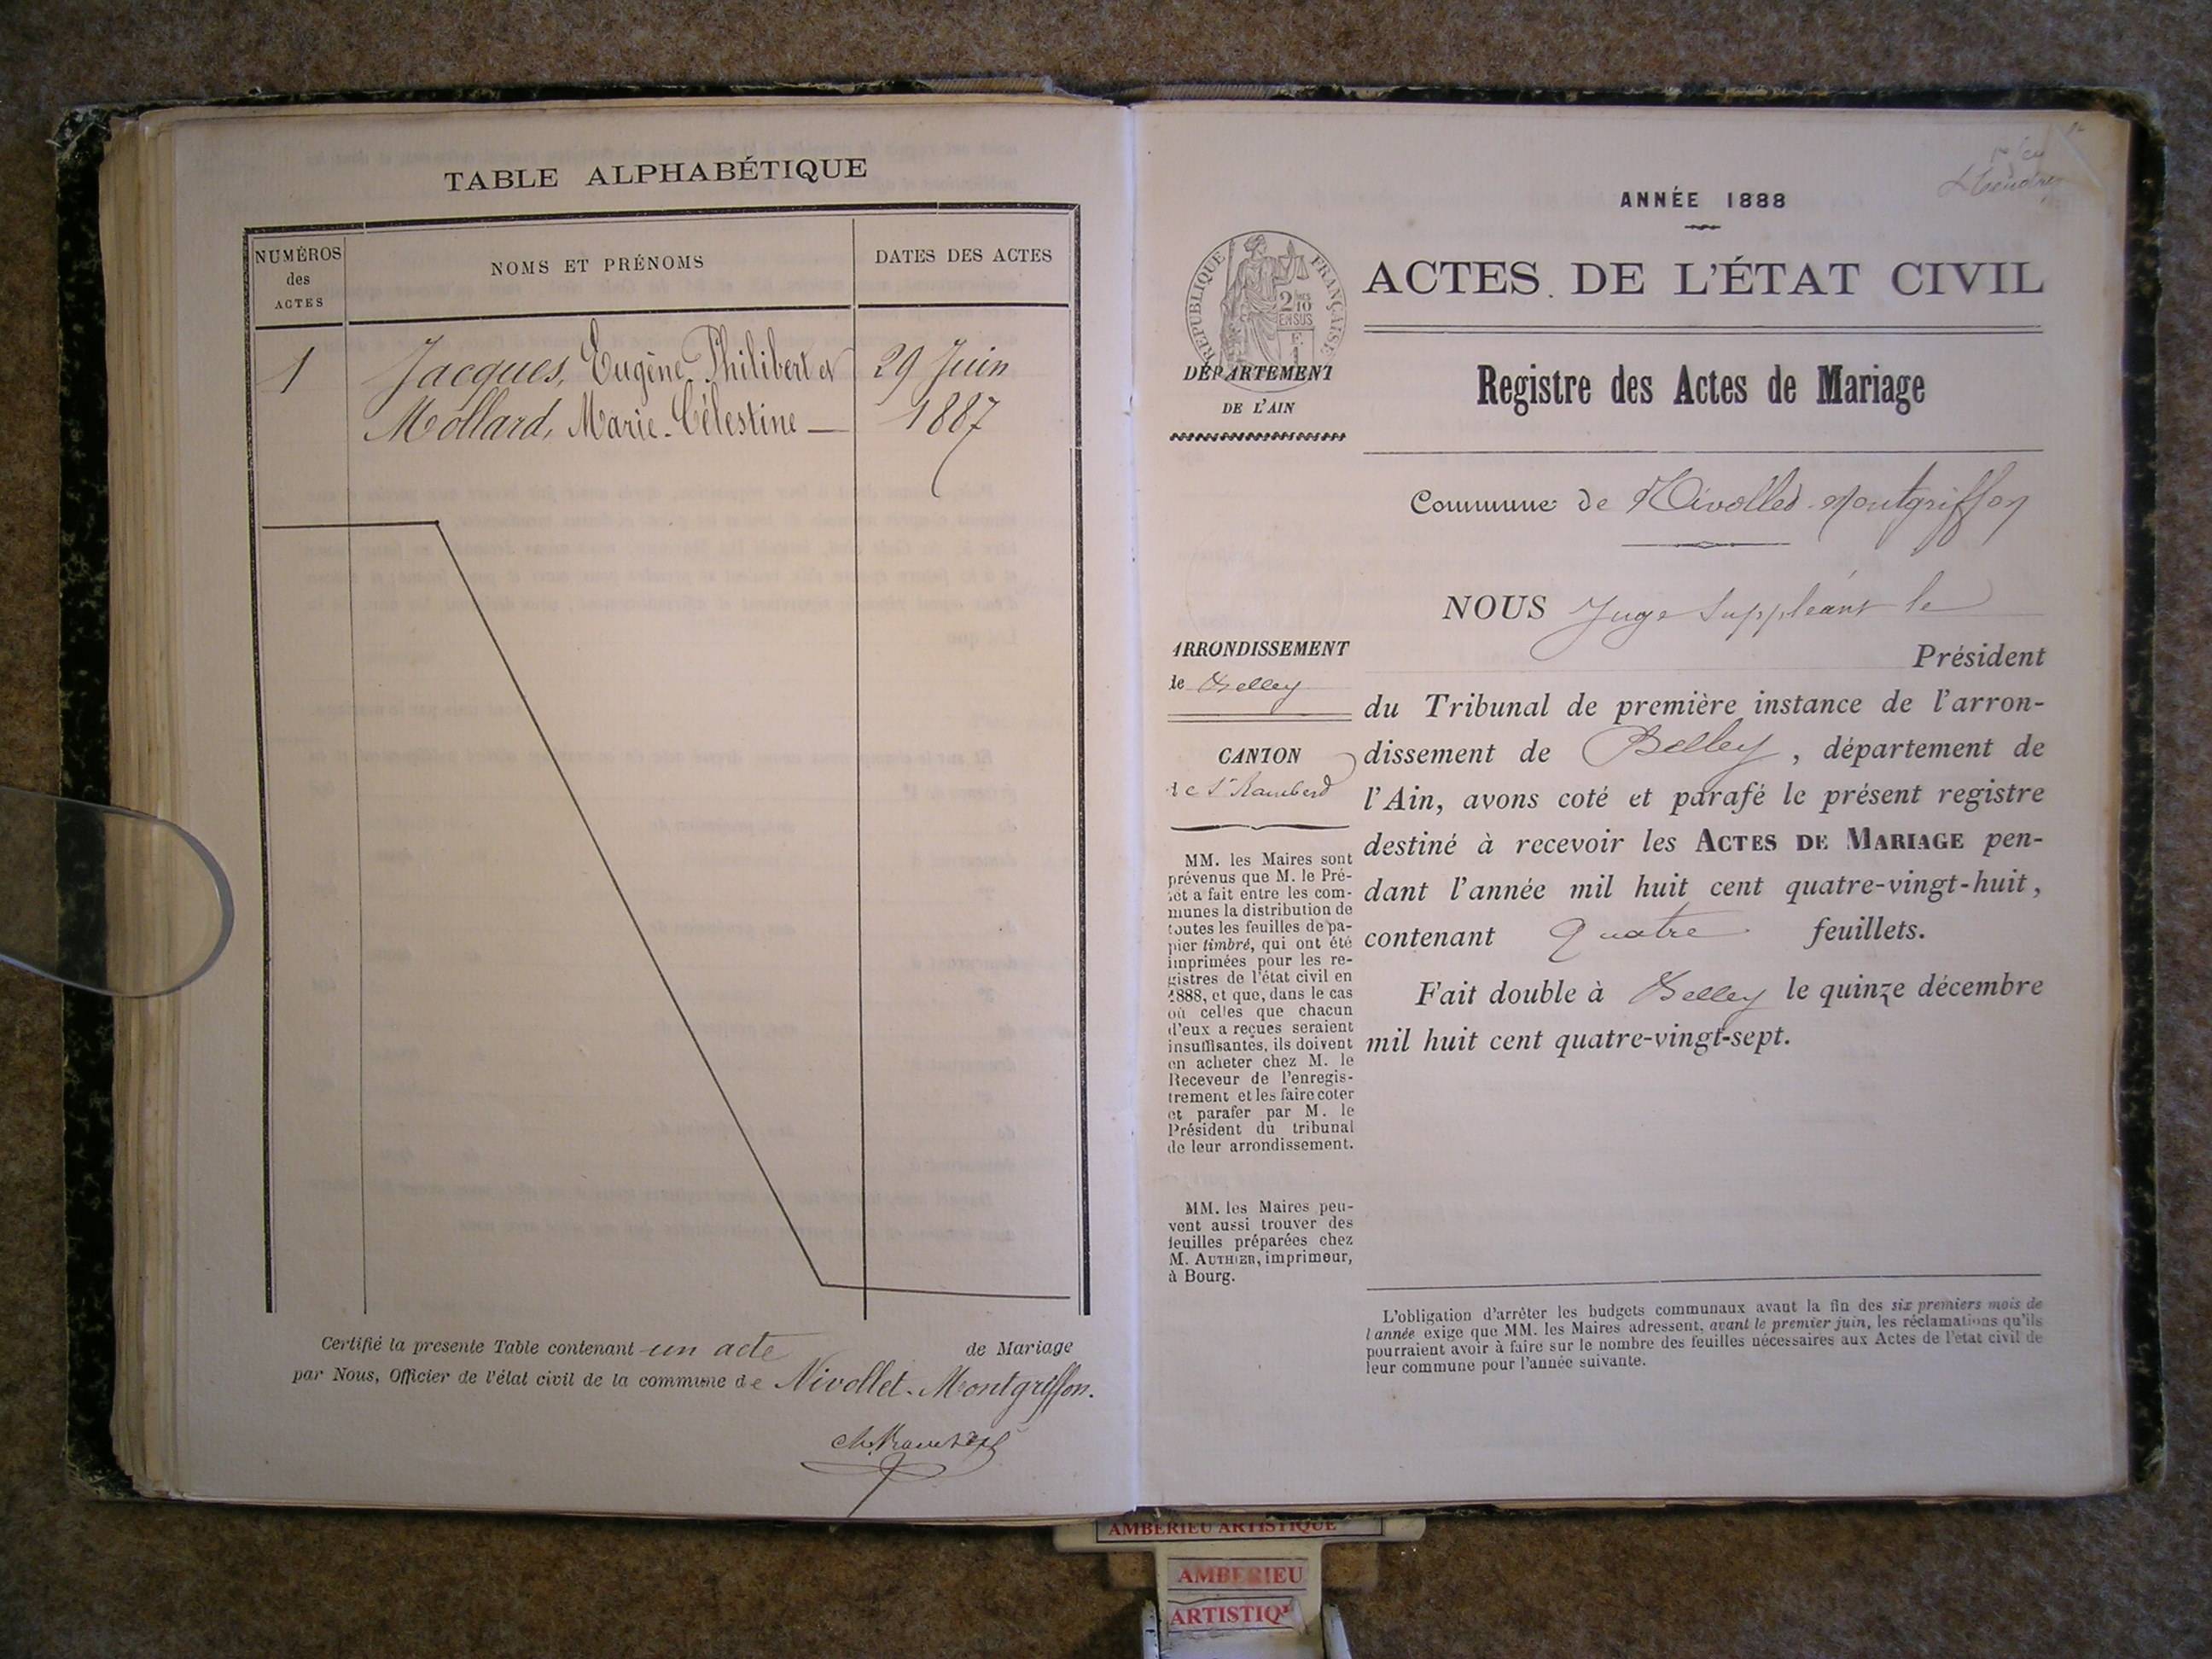 TABLE ALPHABÉTIQUE
NUMÉROS
des
ACTES
NOMS ET PRÉNOMS
DATES DES ACTES
1 Jacques, Eugène Philibert et 29 Juin
Mollard, Marie-Célestine — 1887
Certifié la presente Table contenant un acte de Mariage
par Nous, Officier de l'état civil de la commune de Nivollet-Montgriffon.
ANNÉE 1888
RÉPUBLIQUE FRANÇAISE
2/10
EN SUS
DÉPARTEMENT
DE L'AIN
ARRONDISSEMENT
de Belley
CANTON
de St Rambert
MM. les Maires sont
prévenus que M. le Pré-
fet a fait entre les com-
munes la distribution de
toutes les feuilles de pa-
pier timbré, qui ont été
imprimées pour les re-
gistres de l'état civil en
1888, et que, dans le cas
où celles que chacun
d'eux a reçues seraient
insuffisantes, ils doivent
en acheter chez M. le
Receveur de l'enregis-
trement et les faire coter
et parafer par M. le
Président du tribunal
de leur arrondissement.
MM. les Maires peu-
vent aussi trouver des
feuilles préparées chez
M. AUTHIER, imprimeur,
à Bourg.
ACTES DE L'ÉTAT CIVIL
Registre des Actes de Mariage
Commune de Nivolles-Montgriffon
NOUS Juge Suppléant le
Président
du Tribunal de première instance de l'arron-
dissement de Belley, département de
l'Ain, avons coté et parafé le présent registre
destiné à recevoir les ACTES DE MARIAGE pen-
dant l'année mil huit cent quatre-vingt-huit,
contenant Quatre feuillets.
Fait double à Belley le quinze décembre
mil huit cent quatre-vingt-sept.
L'obligation d'arrêter les budgets communaux avant la fin des six premiers mois de
l'année exige que MM. les Maires adressent, avant le premier juin, les réclamations qu'ils
pourraient avoir à faire sur le nombre des feuilles nécessaires aux Actes de l'état civil de
leur commune pour l'année suivante.
AMBERIEU ARTISTIQUE
AMBERIEU
ARTISTIQ